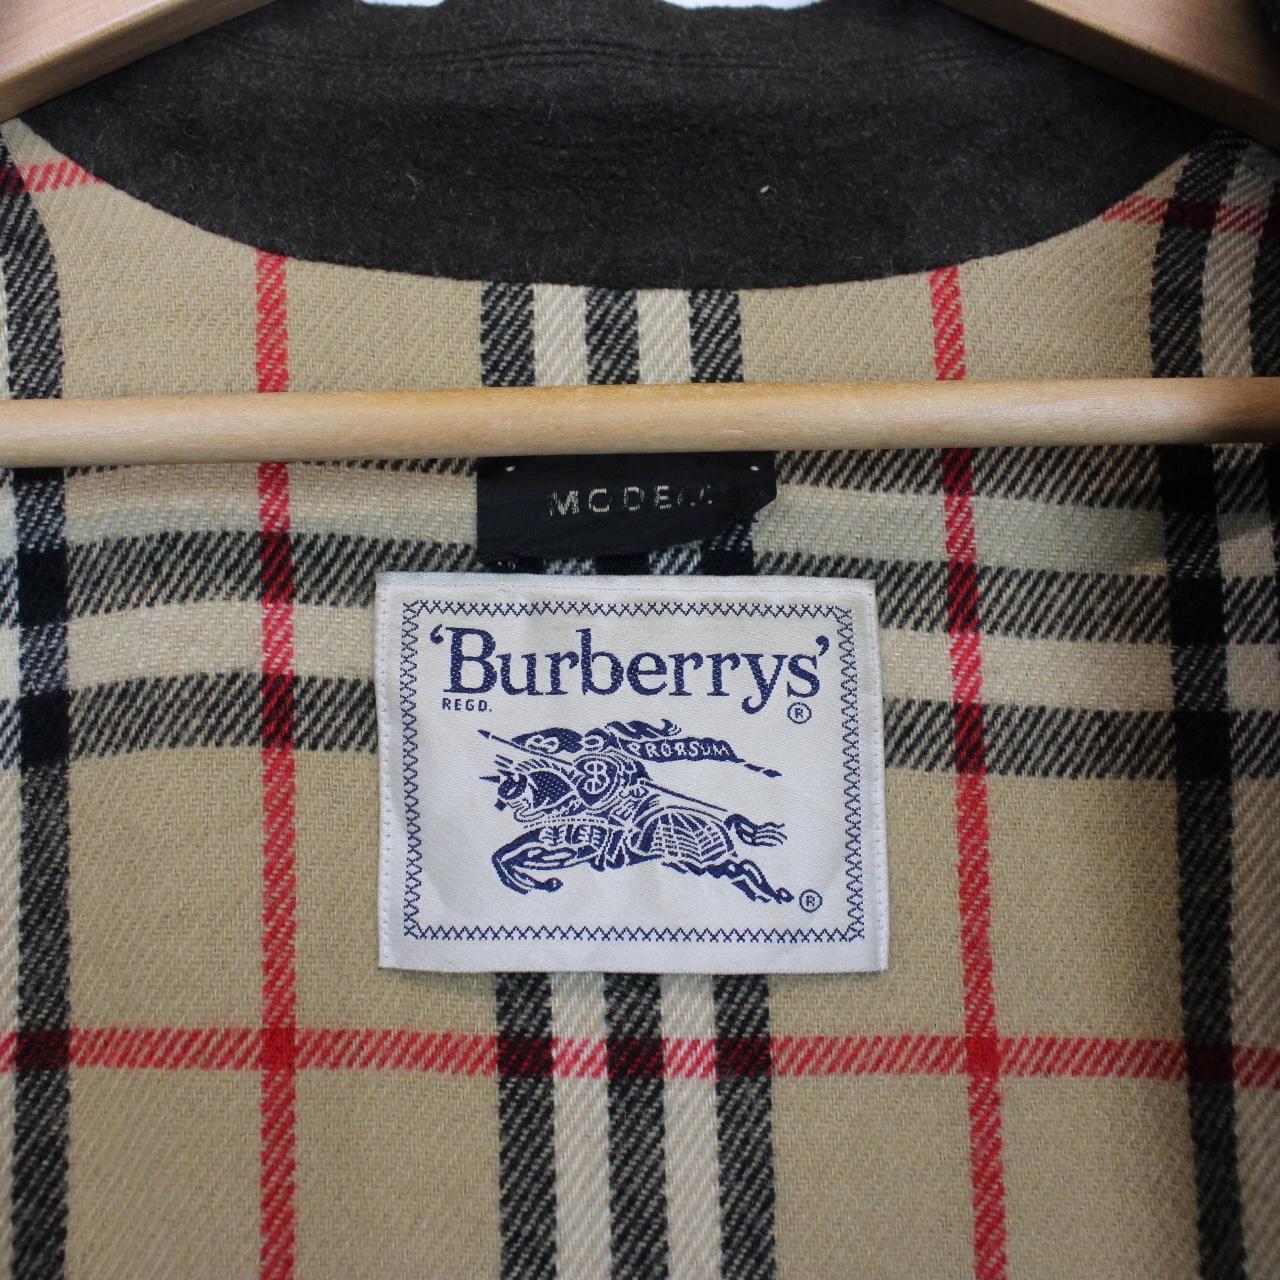 ‘Burberrys’
REGD. ®
PRORSUM
B
®